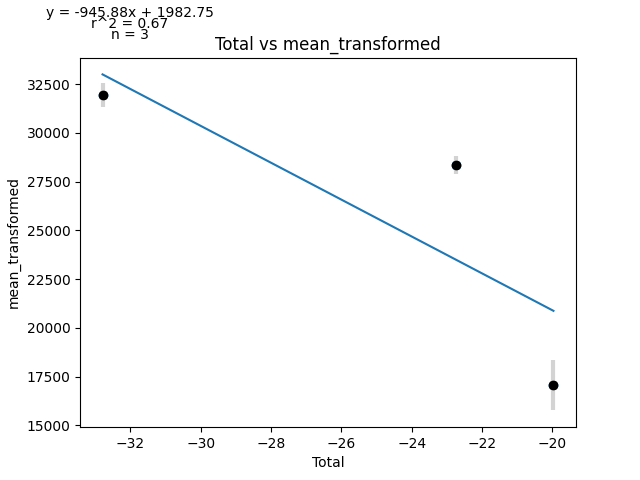 y = -945.88x + 1982.75
r^2 = 0.67
n = 3
Total vs mean_transformed
32500
30000
27500
25000
22500
20000
17500
15000
mean_transformed
−32
−30
−28
−26
−24
−22
−20
Total